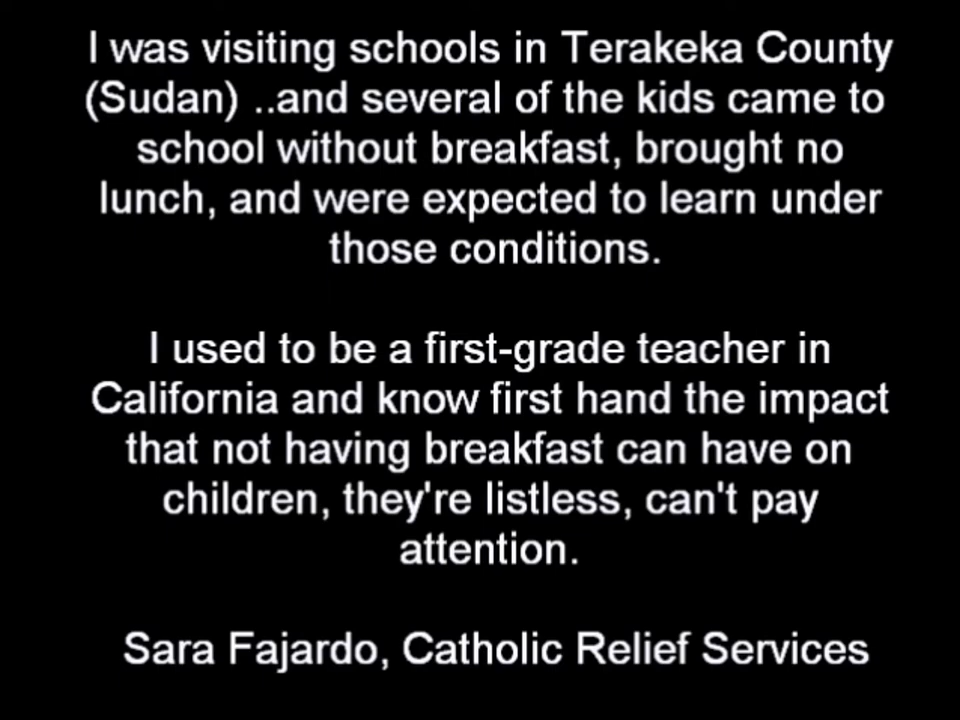 I was visiting schools in Terakeka County
(Sudan) ..and several of the kids came to
school without breakfast, brought no
lunch, and were expected to learn under
those conditions.
I used to be a first-grade teacher in
California and know first hand the impact
that not having breakfast can have on
children, they're listless, can't pay
attention.
Sara Fajardo, Catholic Relief Services